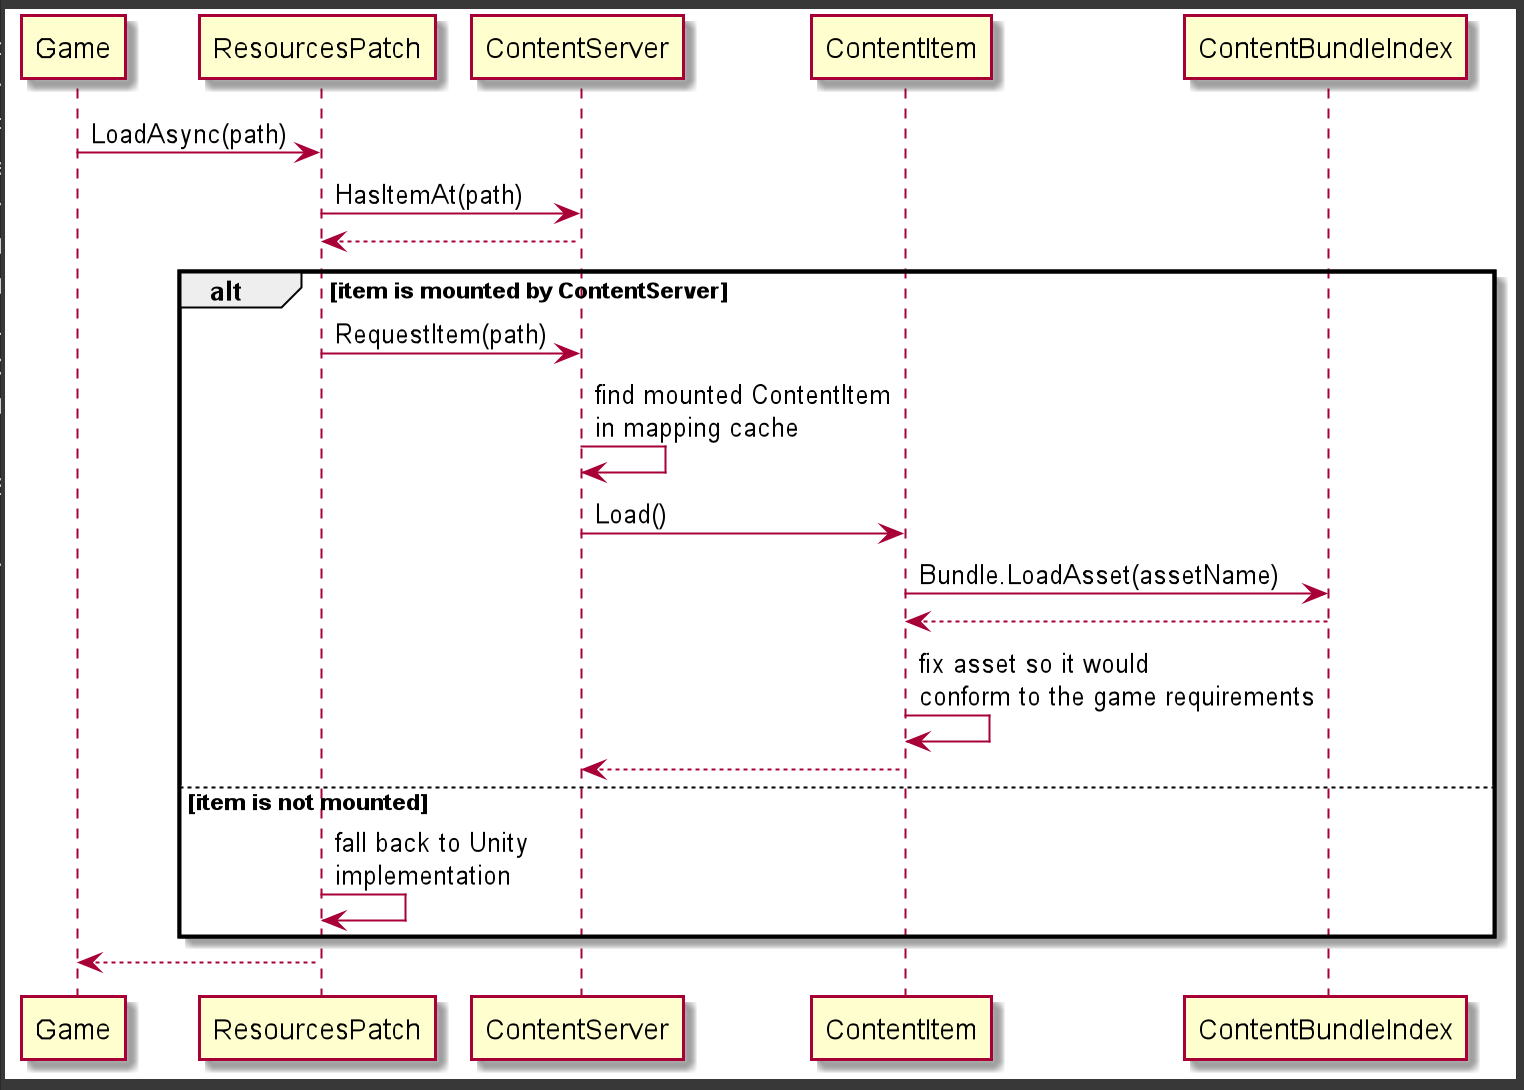 Game
ResourcesPatch
ContentServer
ContentItem
ContentBundleIndex
LoadAsync(path)
HasItemAt(path)
alt
[item is mounted by ContentServer]
RequestItem(path)
find mounted ContentItem
in mapping cache
Load()
Bundle.LoadAsset(assetName)
fix asset so it would
conform to the game requirements
[item is not mounted]
fall back to Unity
implementation
Game
ResourcesPatch
ContentServer
ContentItem
ContentBundleIndex